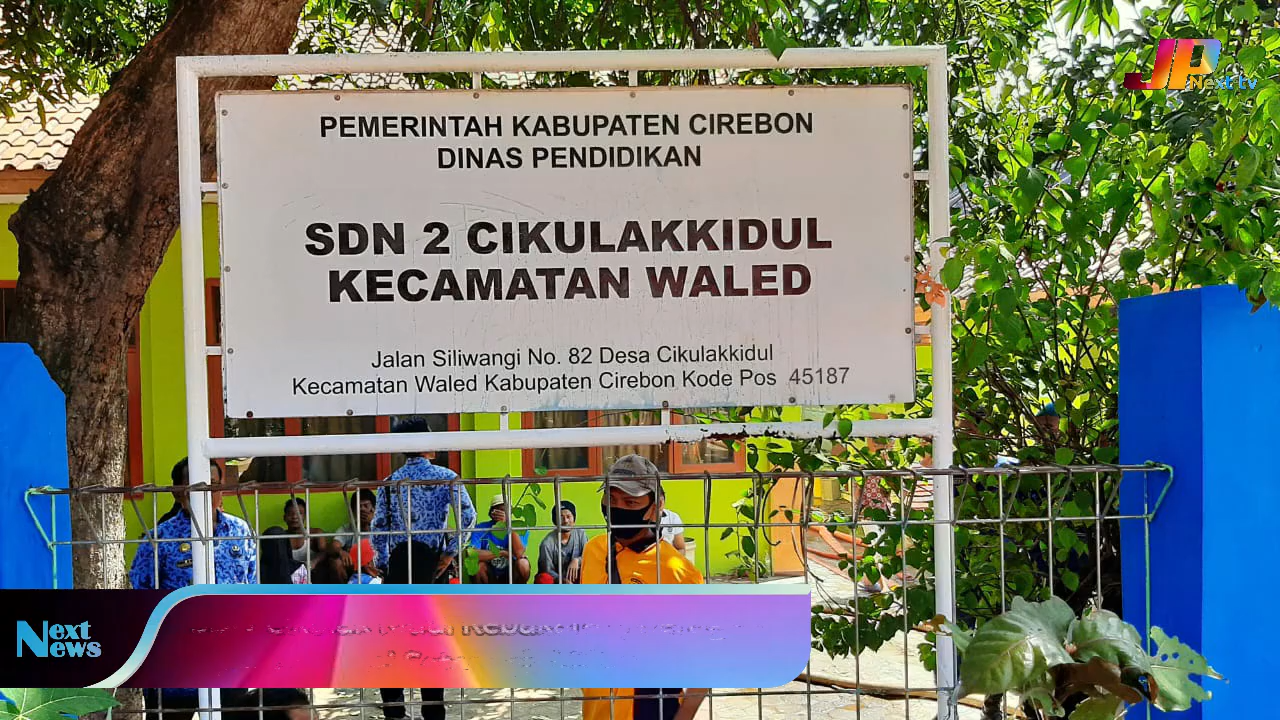 JP
Next tv
PEMERINTAH KABUPATEN CIREBON
DINAS PENDIDIKAN
SDN 2 CIKULAKKIDUL
KECAMATAN WALED
Jalan Siliwangi No. 82 Desa Cikulakkidul
Kecamatan Waled Kabupaten Cirebon Kode Pos 45187
Next
News